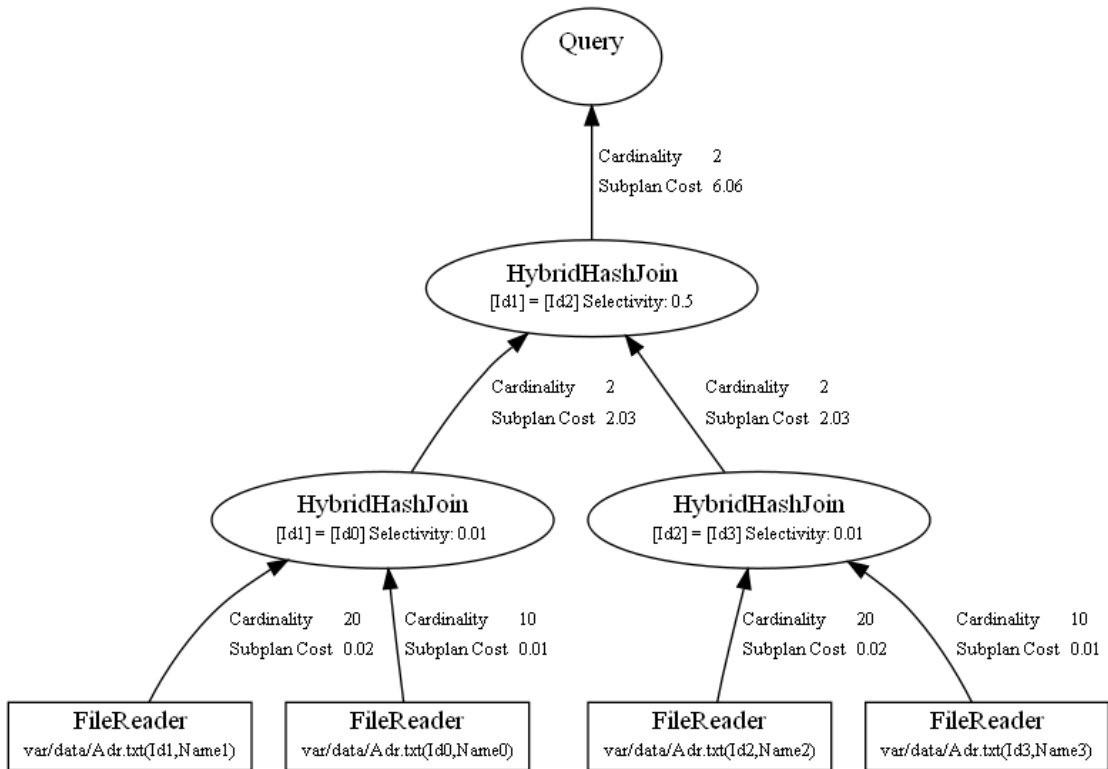 Query
Cardinality 2
Subplan Cost 6.06
HybridHashJoin
[Id1] = [Id2] Selectivity: 0.5
Cardinality 2
Subplan Cost 2.03
Cardinality 2
Subplan Cost 2.03
HybridHashJoin
[Id1] = [Id0] Selectivity: 0.01
HybridHashJoin
[Id2] = [Id3] Selectivity: 0.01
Cardinality 20
Subplan Cost 0.02
Cardinality 10
Subplan Cost 0.01
Cardinality 20
Subplan Cost 0.02
Cardinality 10
Subplan Cost 0.01
FileReader
var/data/Adr.txt(Id1,Name1)
FileReader
var/data/Adr.txt(Id0,Name0)
FileReader
var/data/Adr.txt(Id2,Name2)
FileReader
var/data/Adr.txt(Id3,Name3)